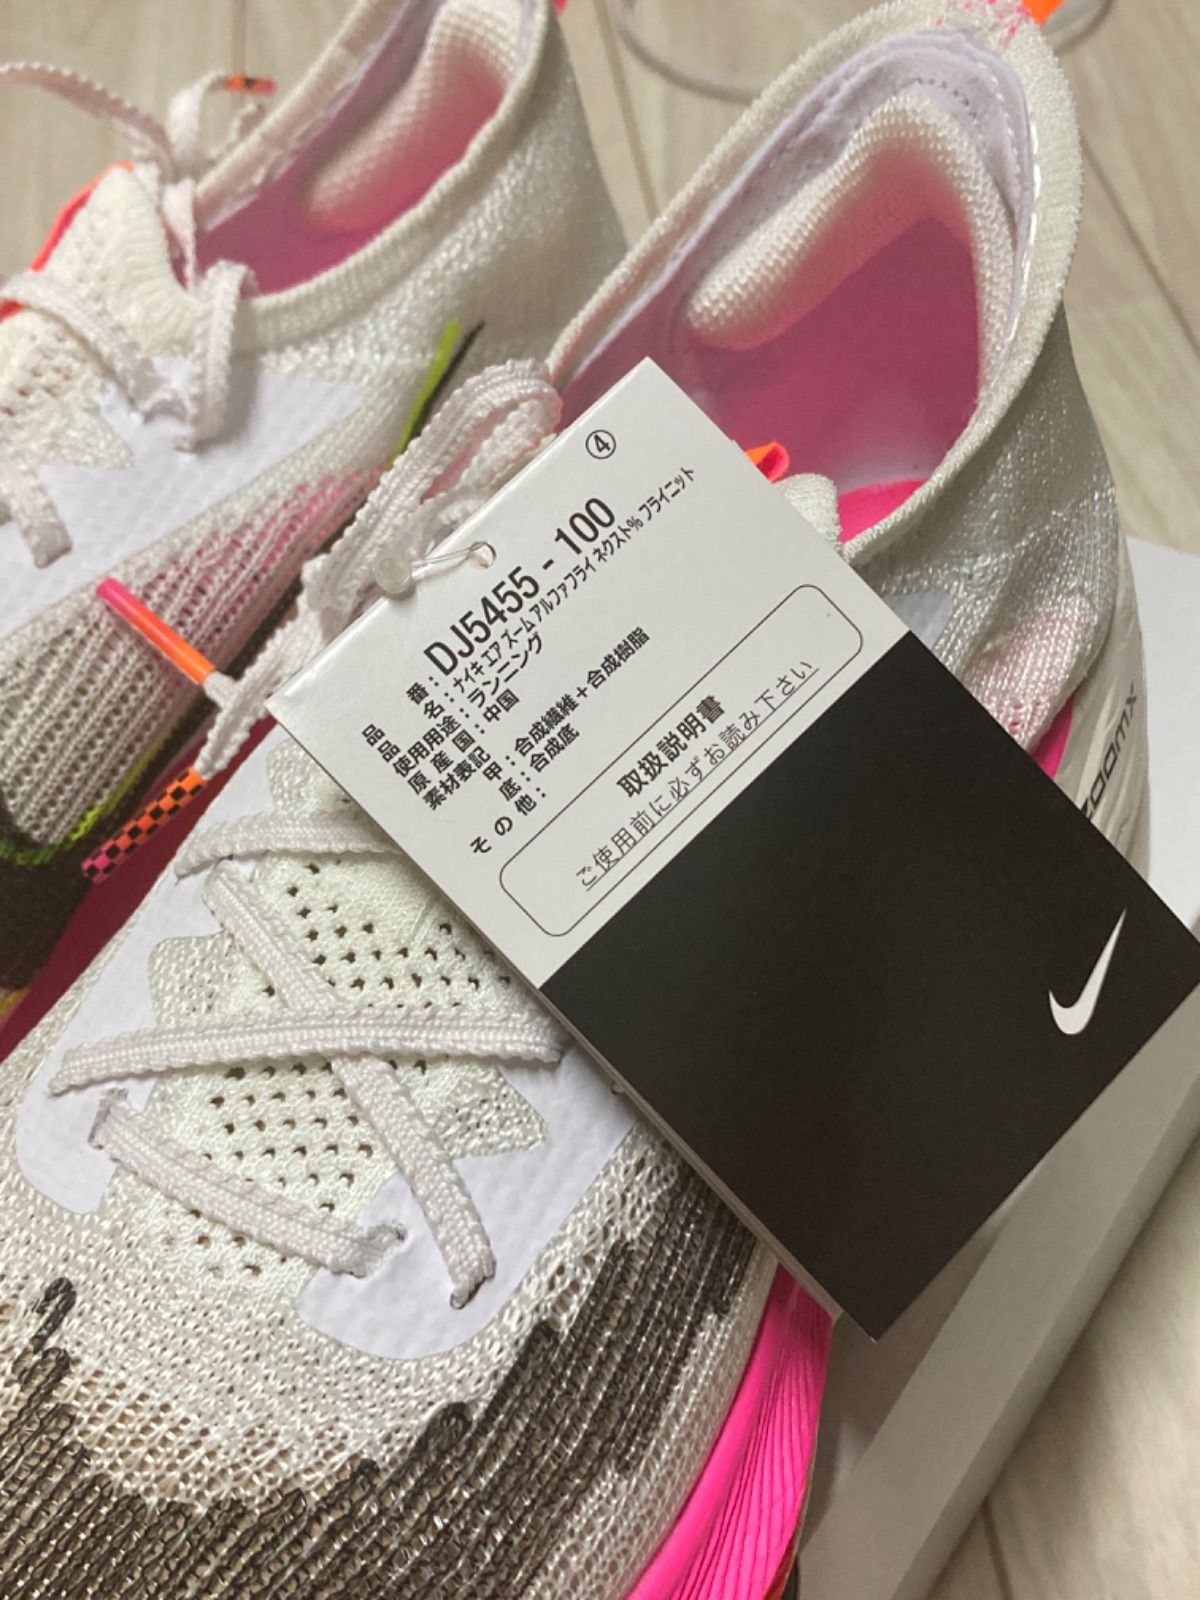 ④
品番：DJ5455 - 100
品名：ナイキ エア ズーム アルファフライ ネクスト% フライニット
使用用途：ランニング
原産国：中国
素材表記
甲：合成繊維＋合成樹脂
底：合成底
その他：
取扱説明書
ご使用前に必ずお読み下さい
ZOOMX